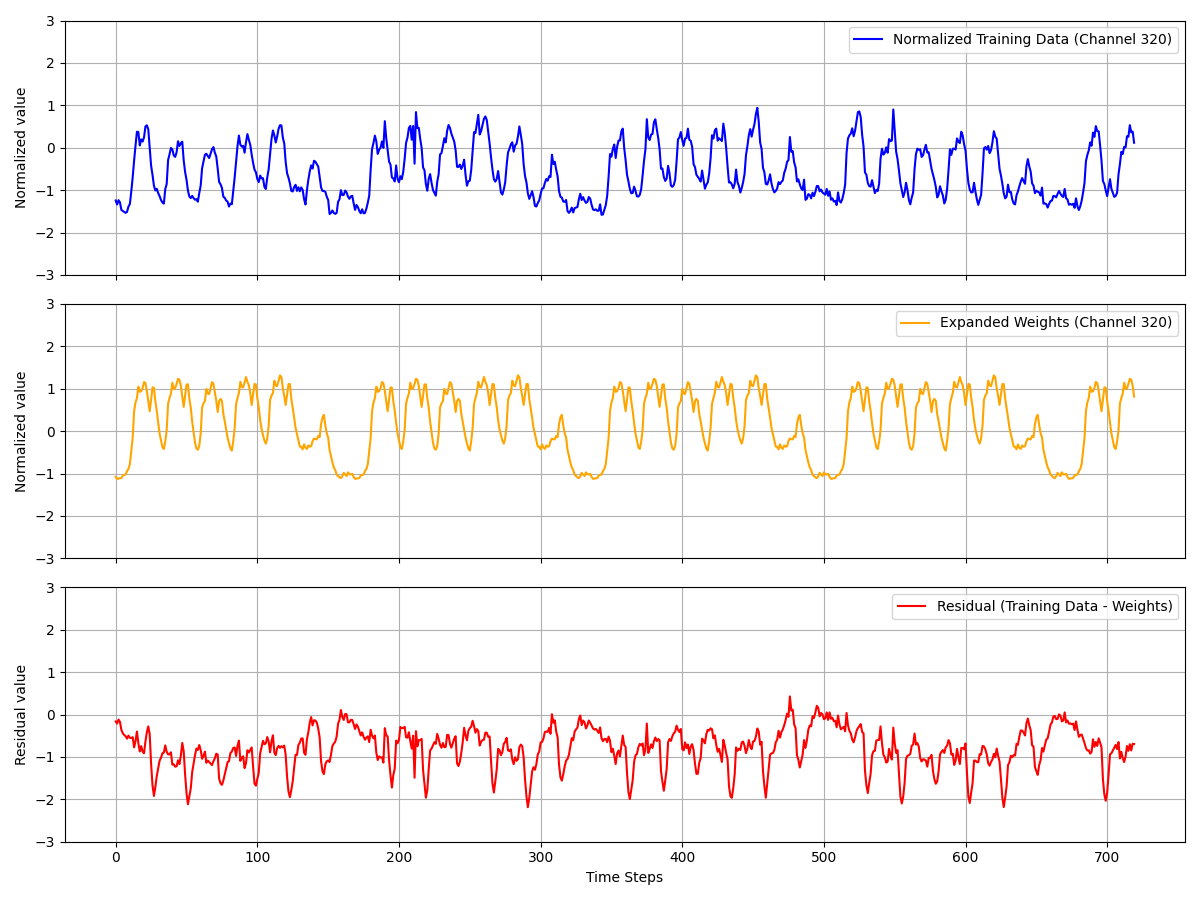 Normalized value
3
2
1
0
−1
−2
−3
Normalized Training Data (Channel 320)
Normalized value
3
2
1
0
−1
−2
−3
Expanded Weights (Channel 320)
Residual value
3
2
1
0
−1
−2
−3
Residual (Training Data - Weights)
0 100 200 300 400 500 600 700
Time Steps